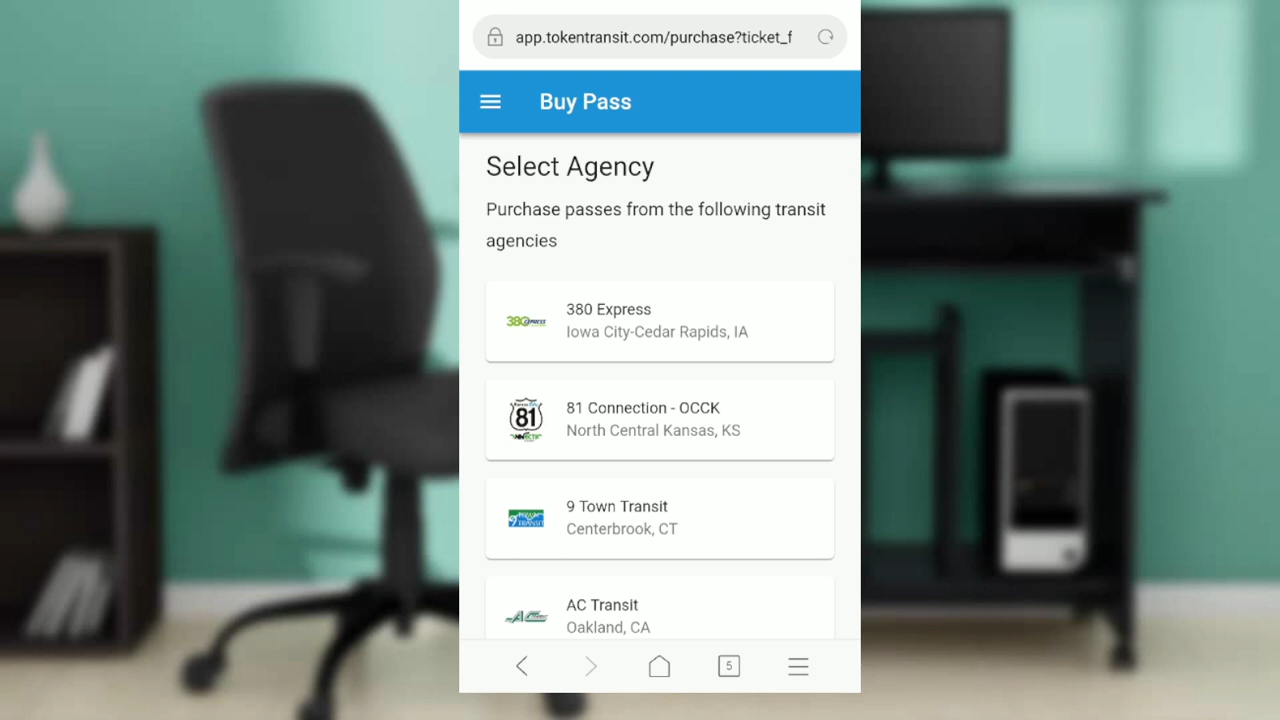 app.tokentransit.com/purchase?ticket_f
Buy Pass
Select Agency
Purchase passes from the following transit
agencies
380 Express
Iowa City-Cedar Rapids, IA
81
81 Connection - OCCK
North Central Kansas, KS
9 Town Transit
Centerbrook, CT
AC Transit
Oakland, CA
5